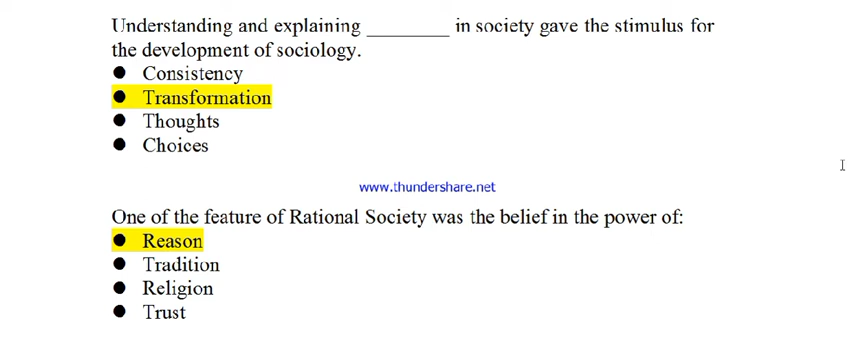 Understanding and explaining ________ in society gave the stimulus for
the development of sociology.
● Consistency
● Transformation
● Thoughts
● Choices
www.thundershare.net
One of the feature of Rational Society was the belief in the power of:
● Reason
● Tradition
● Religion
● Trust